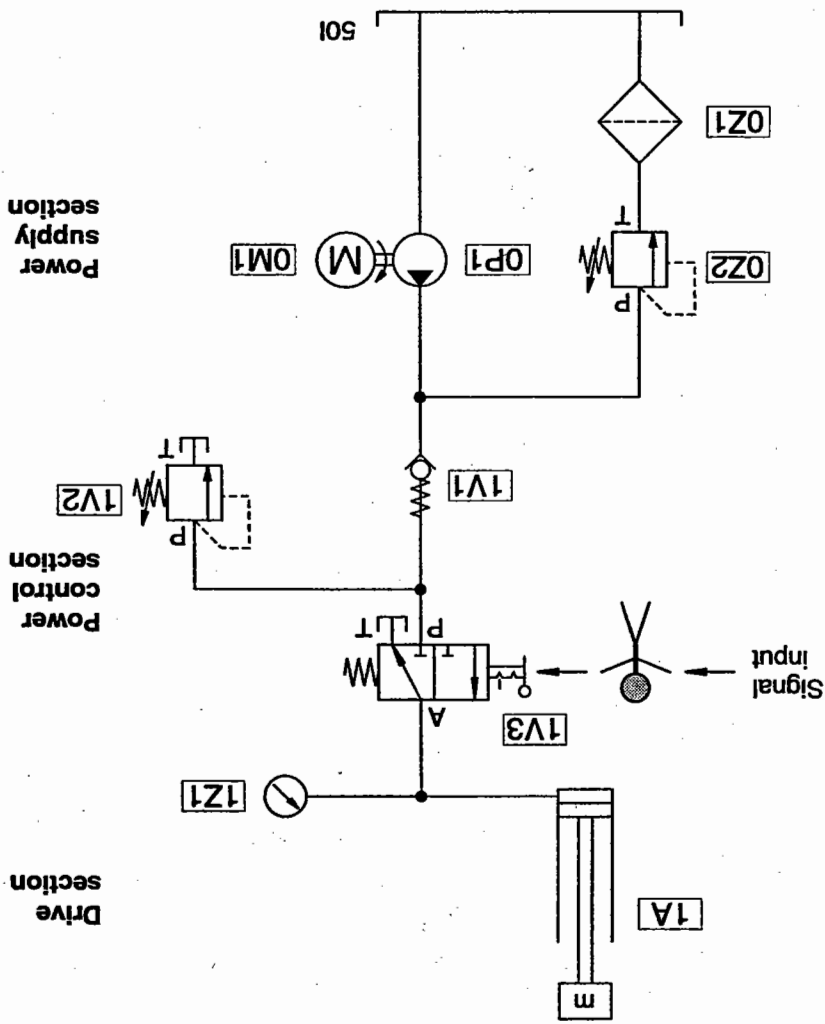 m
1A
Drive
section
1Z1
1V3
A
Signal
input
P
T
Power
control
section
P
1V2
T
1V1
P
0Z2
T
0P1
M
0M1
Power
supply
section
0Z1
50l